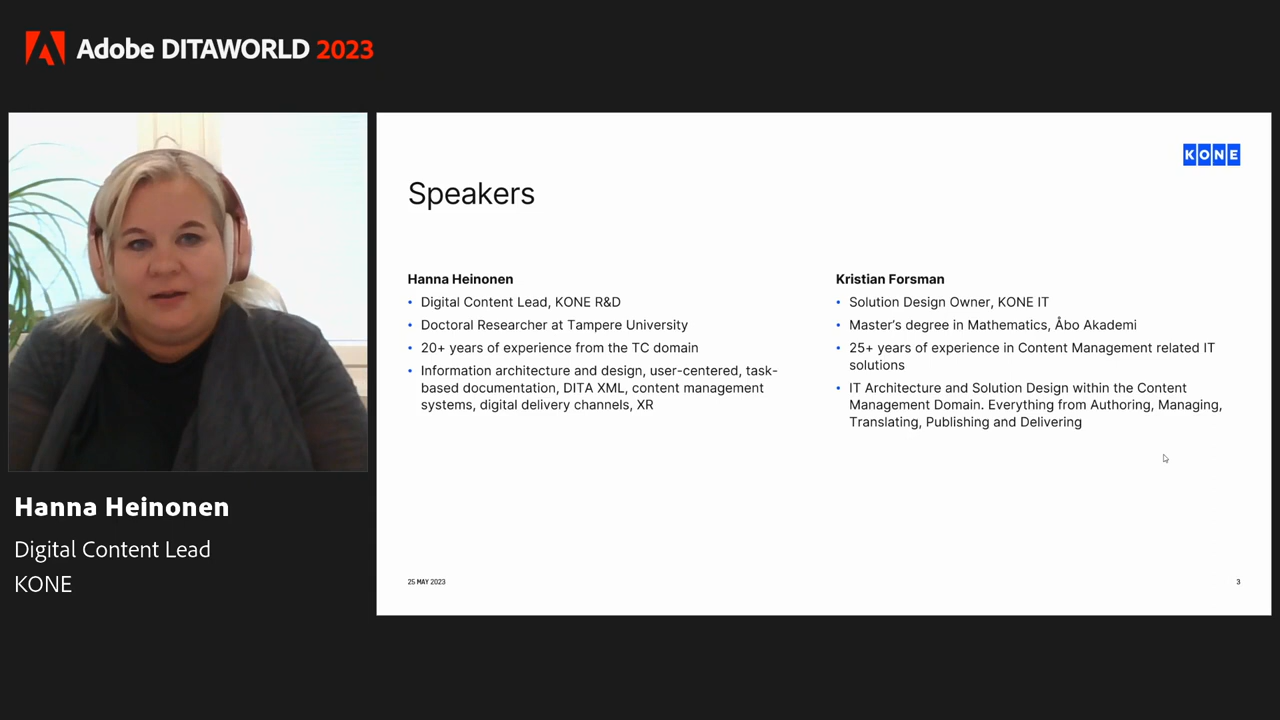 Adobe DITAWORLD 2023
KONE
Speakers
Hanna Heinonen
• Digital Content Lead, KONE R&D
• Doctoral Researcher at Tampere University
• 20+ years of experience from the TC domain
• Information architecture and design, user-centered, task-
based documentation, DITA XML, content management
systems, digital delivery channels, XR
Kristian Forsman
• Solution Design Owner, KONE IT
• Master's degree in Mathematics, Åbo Akademi
• 25+ years of experience in Content Management related IT
solutions
• IT Architecture and Solution Design within the Content
Management Domain. Everything from Authoring, Managing,
Translating, Publishing and Delivering
25 MAY 2023
3
Hanna Heinonen
Digital Content Lead
KONE